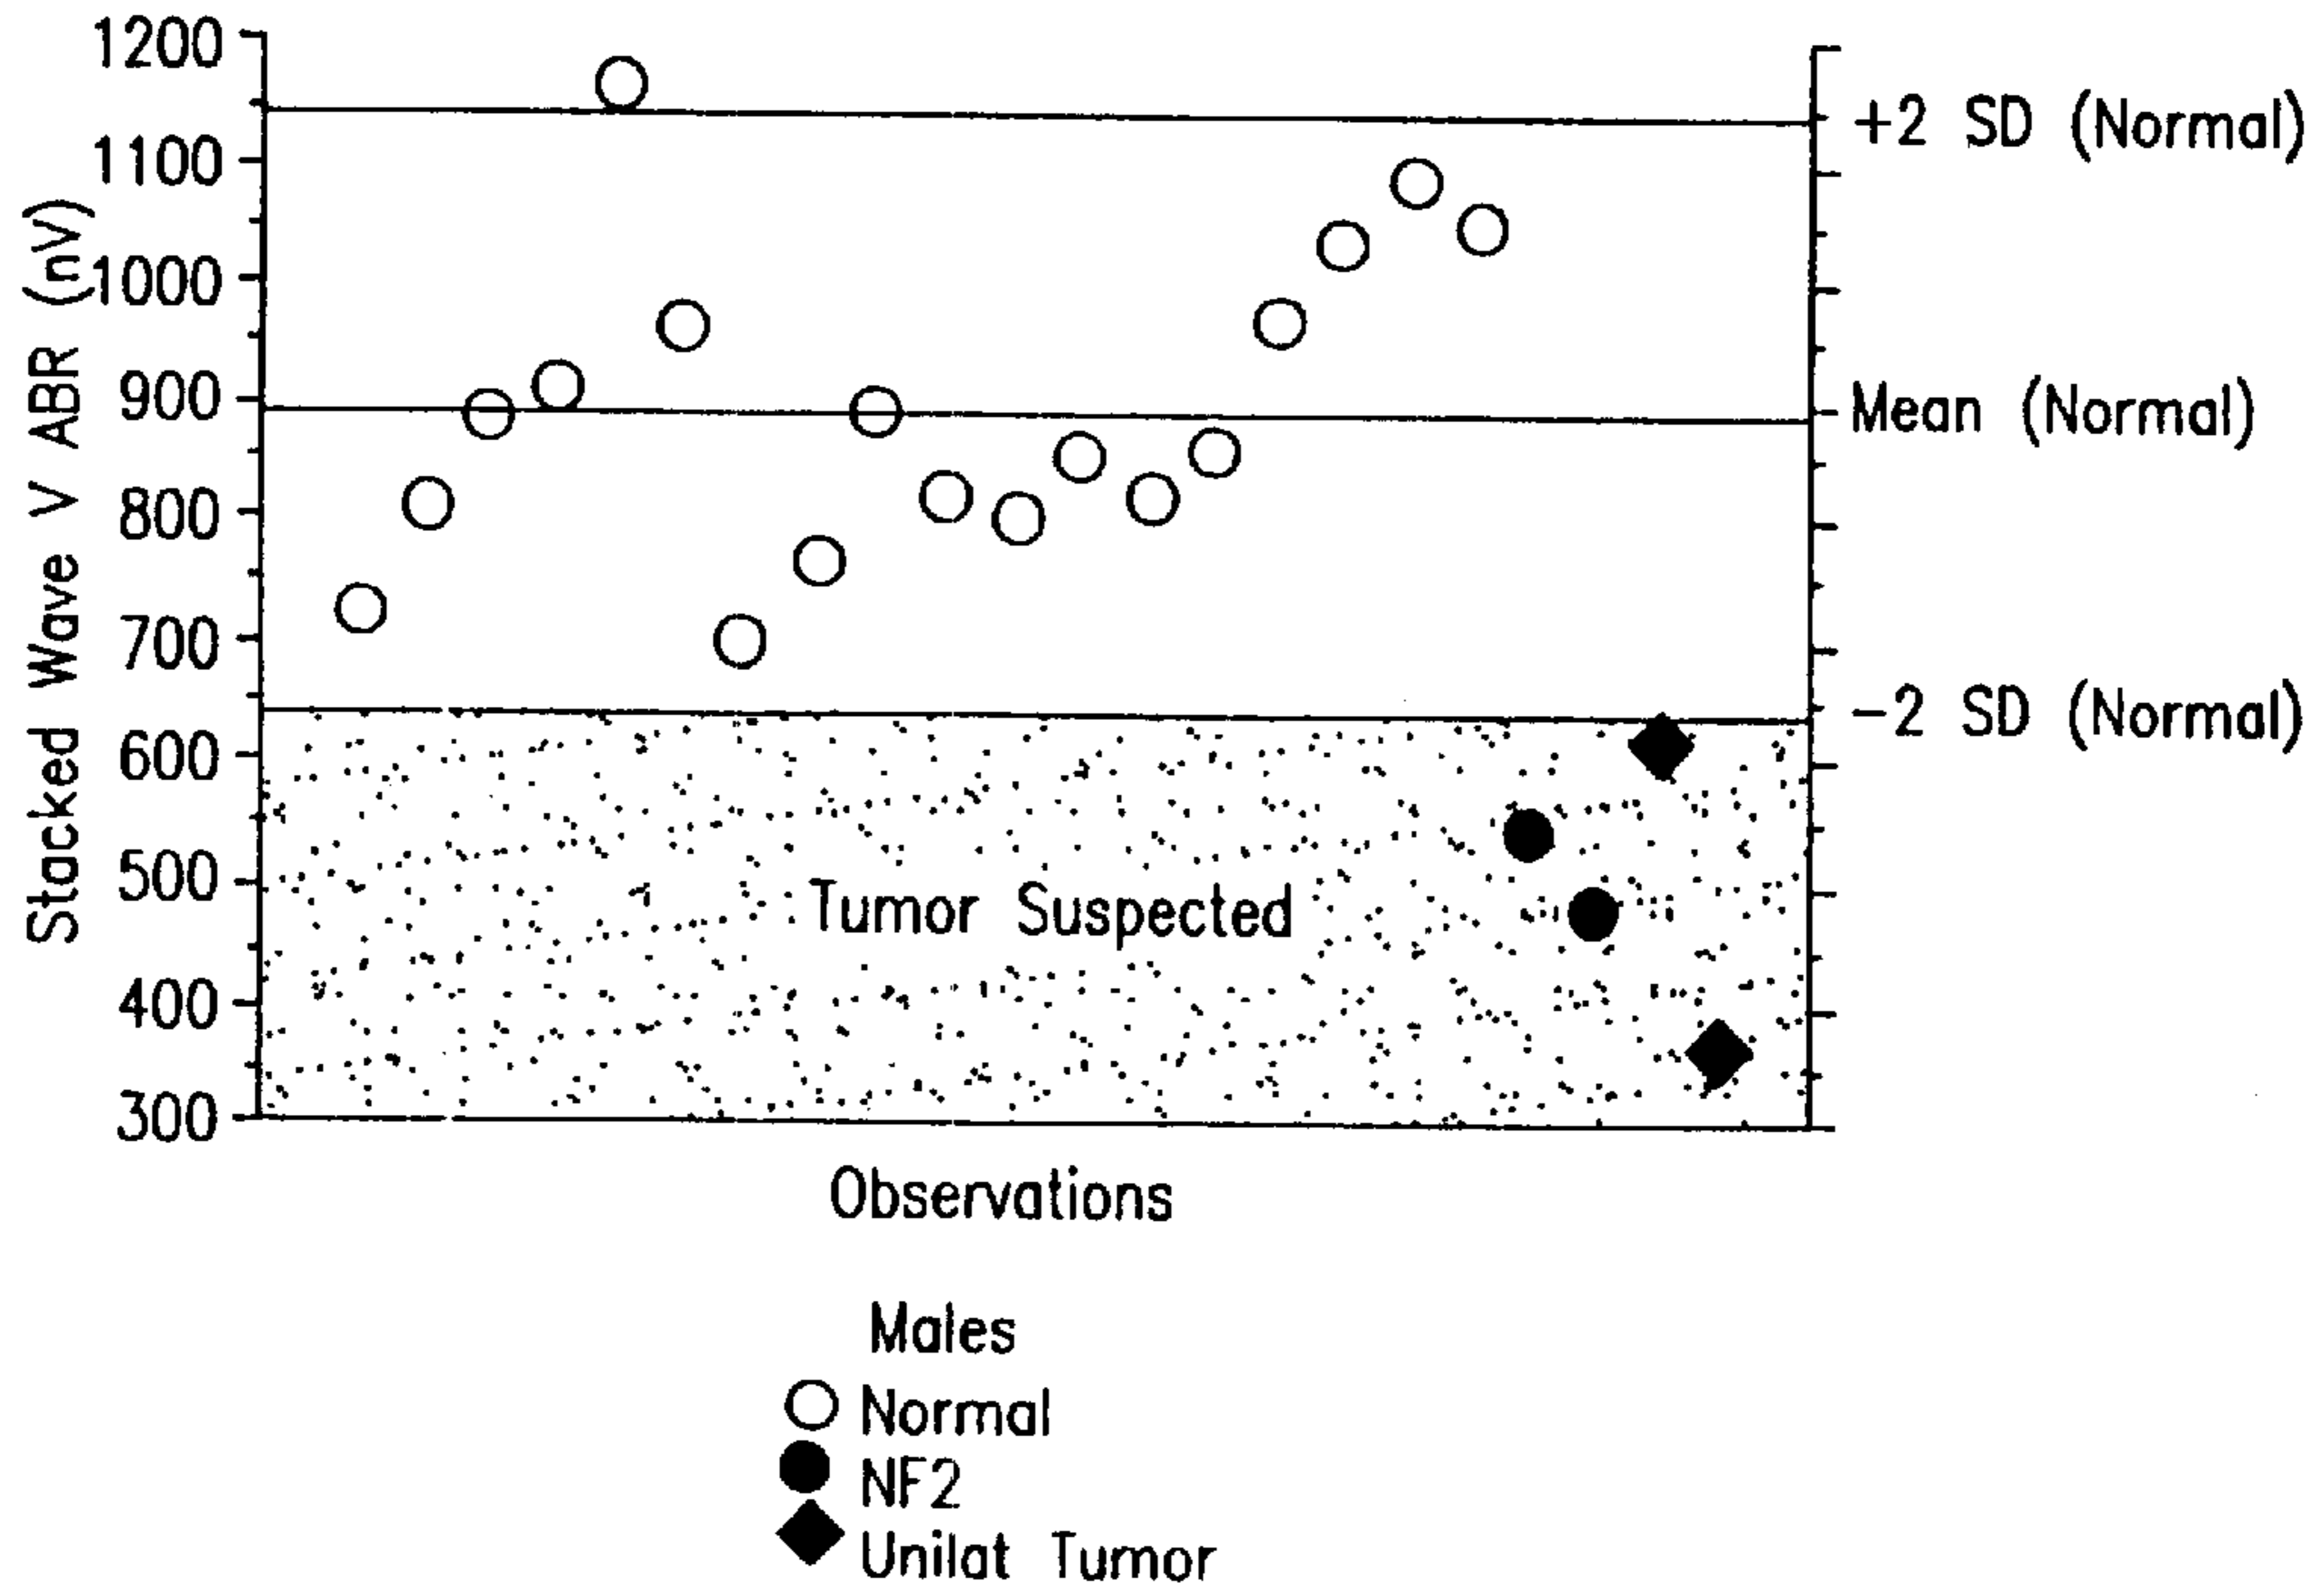 Stacked Wave V ABR (nV)
1200
1100
1000
900
800
700
600
500
400
300
+2 SD (Normal)
Mean (Normal)
-2 SD (Normal)
Tumor Suspected
Observations
Males
Normal
NF2
Unilat Tumor